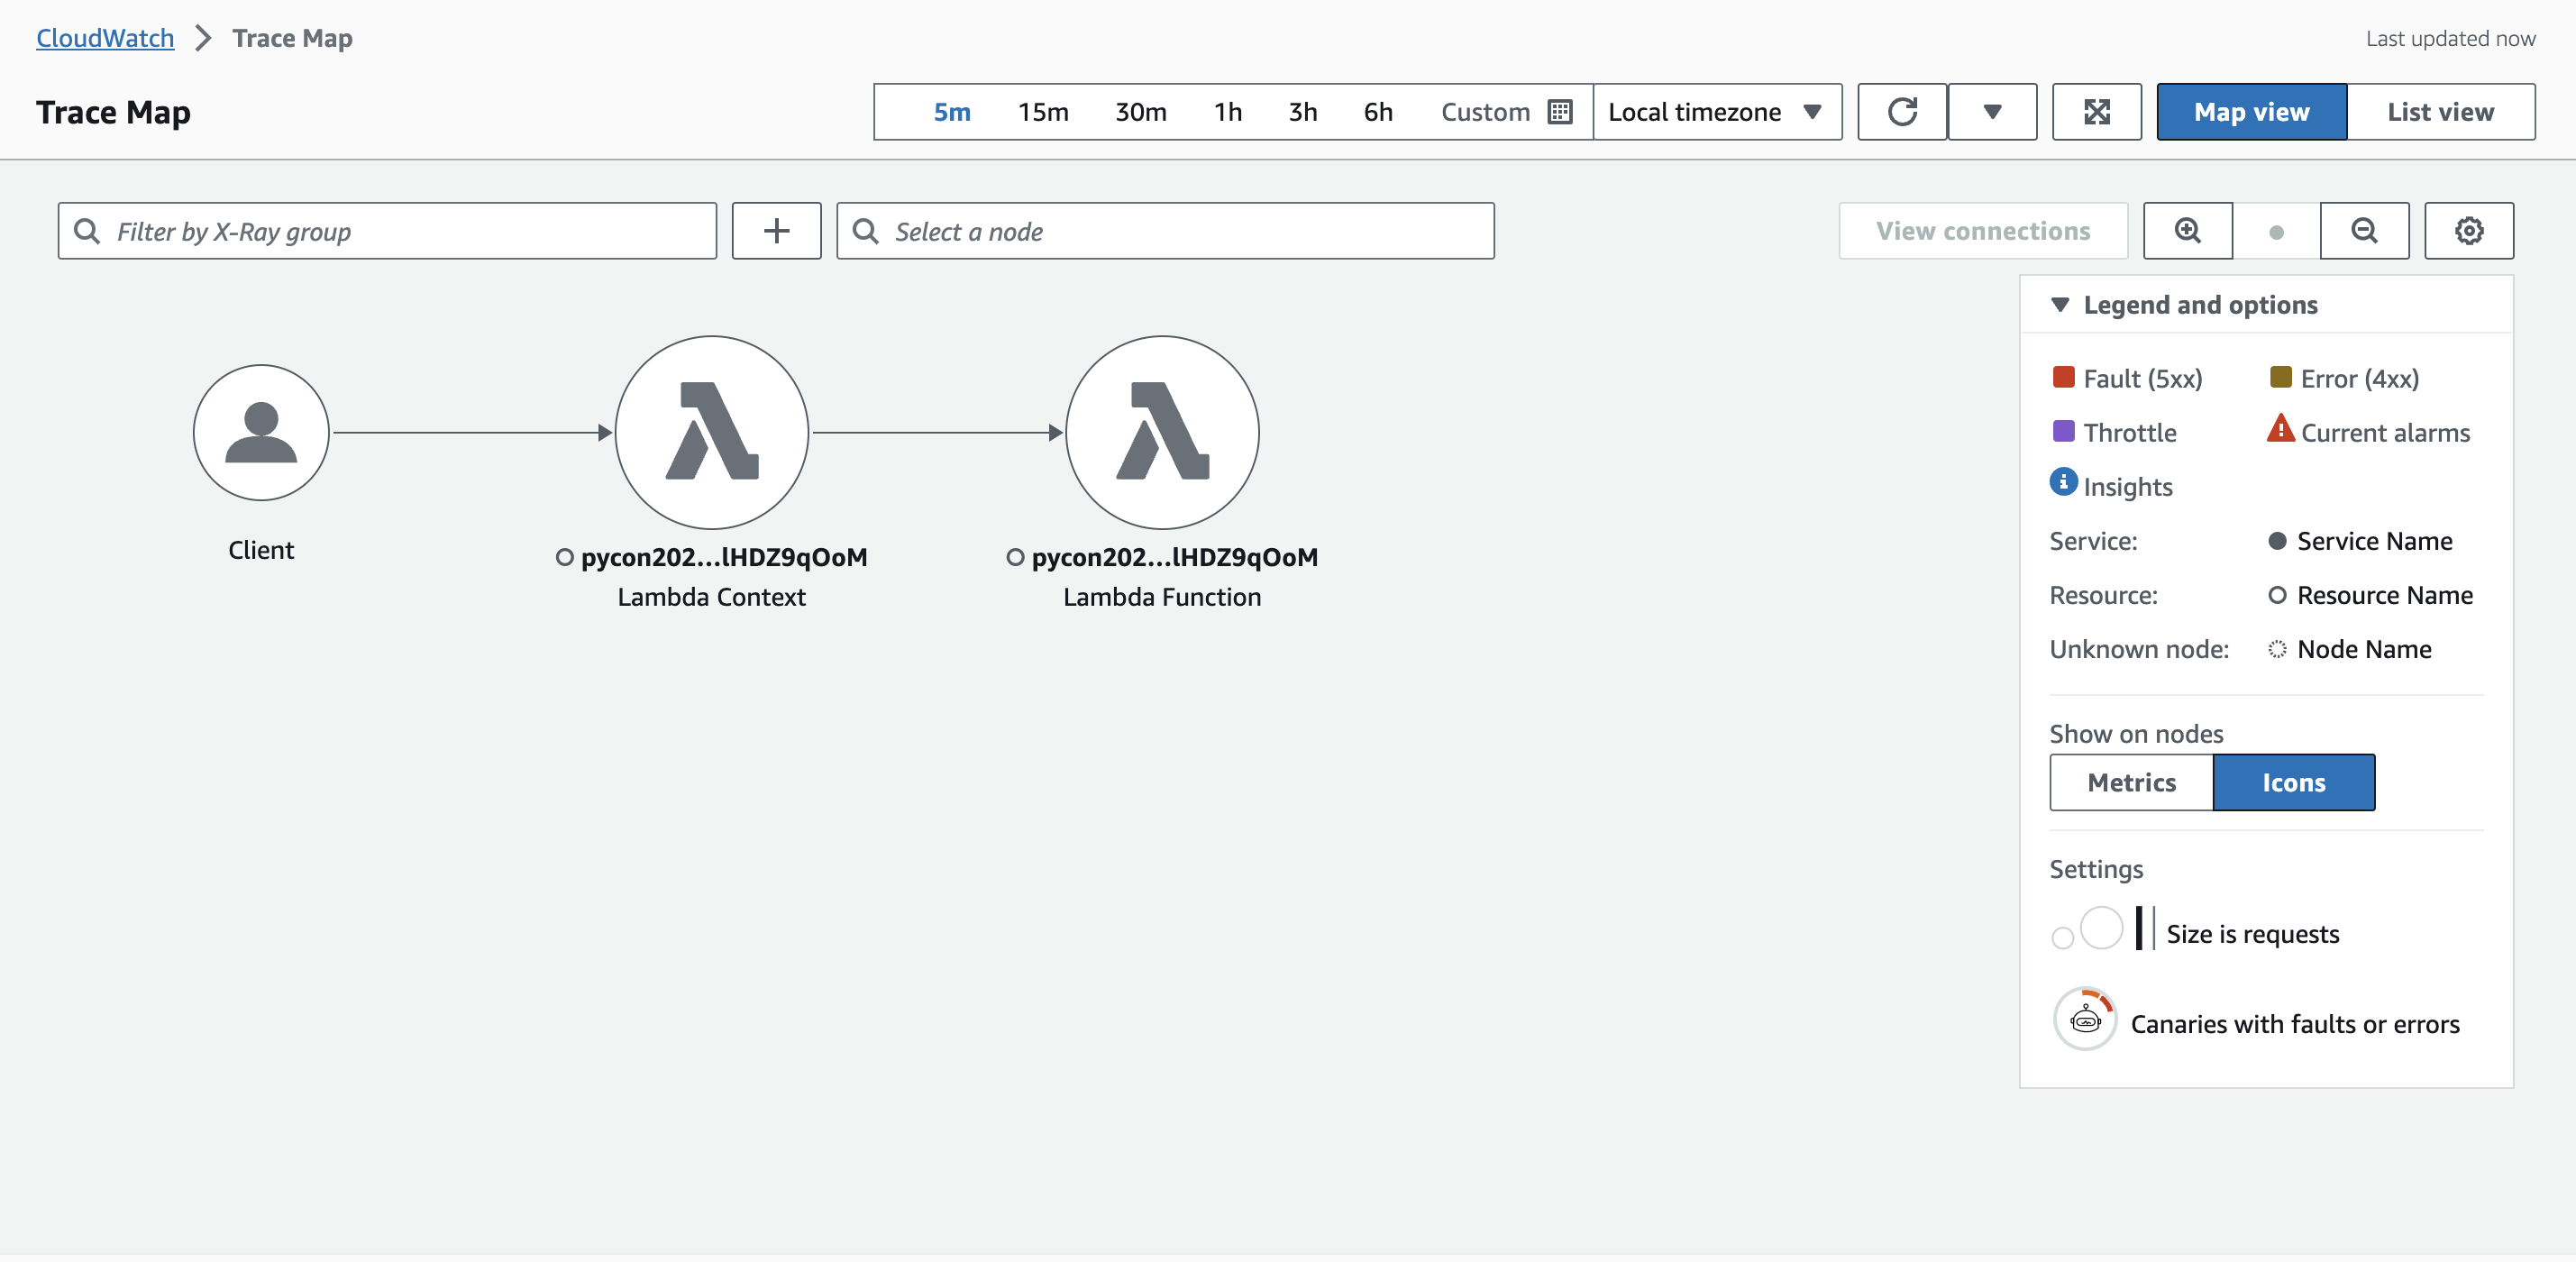 CloudWatch Trace Map
Last updated now
Trace Map
5m 15m 30m 1h 3h 6h Custom Local timezone
Map view List view
Filter by X-Ray group
Select a node
View connections
Client
pycon202...lHDZ9qOoM
Lambda Context
pycon202...lHDZ9qOoM
Lambda Function
Legend and options
Fault (5xx) Error (4xx)
Throttle Current alarms
Insights
Service: Service Name
Resource: Resource Name
Unknown node: Node Name
Show on nodes
Metrics Icons
Settings
Size is requests
Canaries with faults or errors